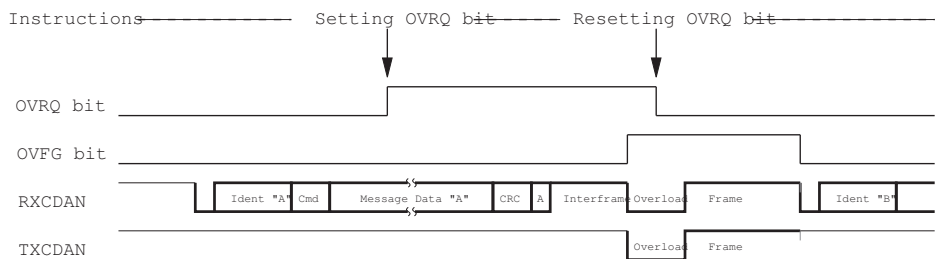 Instructions Setting OVRQ bit Resetting OVRQ bit
OVRQ bit
OVFG bit
RXCDAN Ident "A" Cmd Message Data "A" CRC A Interframe Overload Frame Ident "B"
TXCDAN Overload Frame